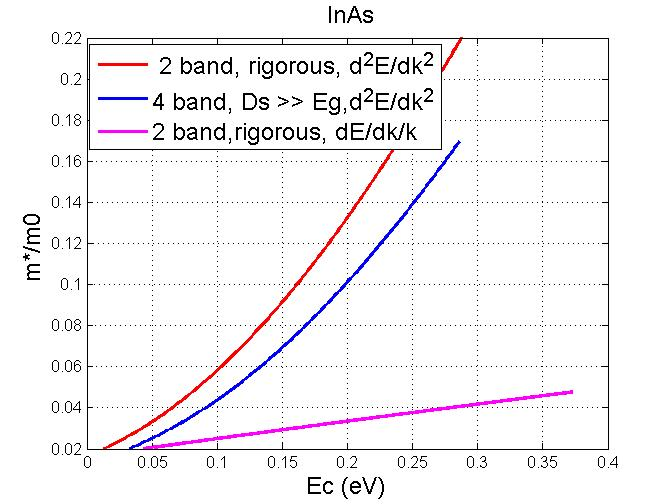 InAs
2 band, rigorous, d²E/dk²
4 band, Ds >> Eg,d²E/dk²
2 band,rigorous, dE/dk/k
0.22
0.2
0.18
0.16
0.14
0.12
0.1
0.08
0.06
0.04
0.02
m*/m0
0 0.05 0.1 0.15 0.2 0.25 0.3 0.35 0.4
Ec (eV)